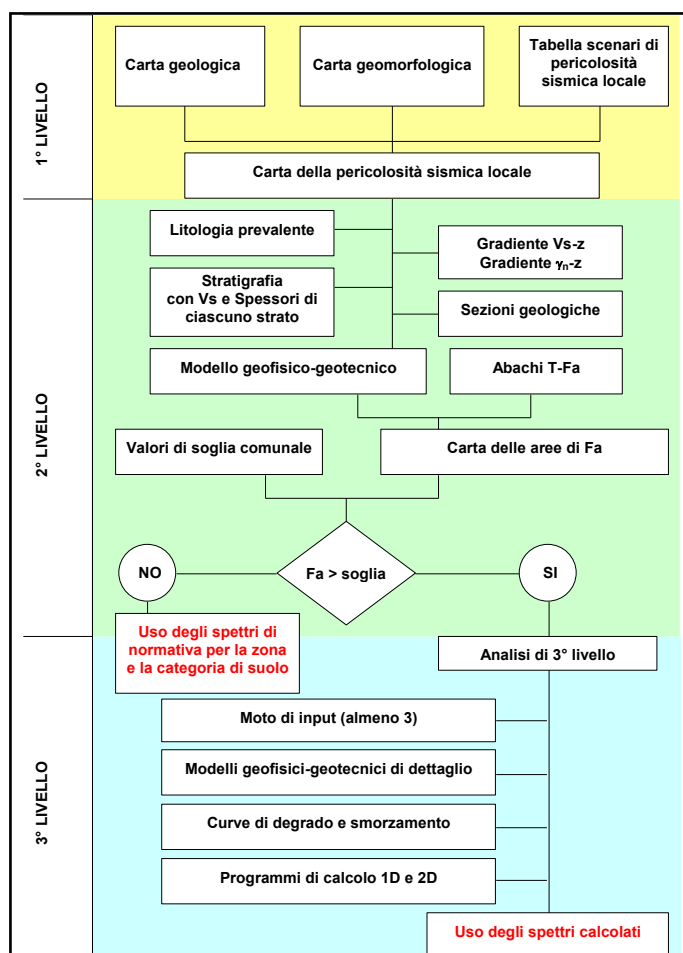 1° LIVELLO
Carta geologica
Carta geomorfologica
Tabella scenari di
pericolosità
sismica locale
Carta della pericolosità sismica locale
2° LIVELLO
Litologia prevalente
Gradiente Vs-z
Gradiente γn-z
Stratigrafia
con Vs e Spessori di
ciascuno strato
Sezioni geologiche
Modello geofisico-geotecnico
Abachi T-Fa
Valori di soglia comunale
Carta delle aree di Fa
NO
Fa > soglia
SI
Uso degli spettri di
normativa per la zona
e la categoria di suolo
Analisi di 3° livello
3° LIVELLO
Moto di input (almeno 3)
Modelli geofisici-geotecnici di dettaglio
Curve di degrado e smorzamento
Programmi di calcolo 1D e 2D
Uso degli spettri calcolati